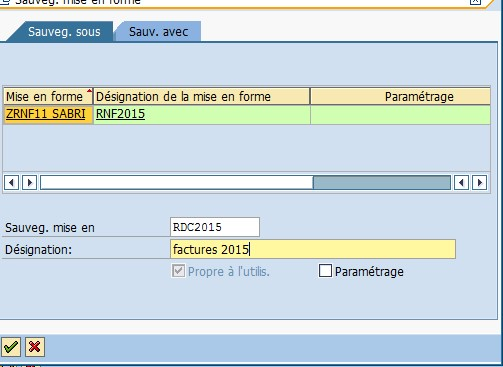 Sauveg. mise en forme
Sauveg. sous Sauv. avec
Mise en forme Désignation de la mise en forme Paramétrage
ZRNF11 SABRI RNF2015
Sauveg. mise en RDC2015
Désignation: factures 2015
Propre à l'utilis. Paramétrage